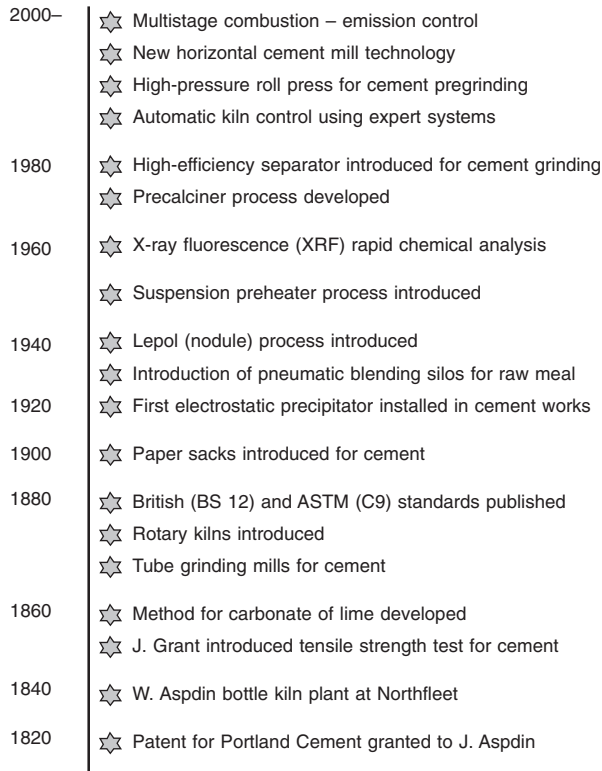 2000– Multistage combustion – emission control
New horizontal cement mill technology
High-pressure roll press for cement pregrinding
Automatic kiln control using expert systems
1980 High-efficiency separator introduced for cement grinding
Precalciner process developed
1960 X-ray fluorescence (XRF) rapid chemical analysis
Suspension preheater process introduced
1940 Lepol (nodule) process introduced
Introduction of pneumatic blending silos for raw meal
1920 First electrostatic precipitator installed in cement works
1900 Paper sacks introduced for cement
1880 British (BS 12) and ASTM (C9) standards published
Rotary kilns introduced
Tube grinding mills for cement
1860 Method for carbonate of lime developed
J. Grant introduced tensile strength test for cement
1840 W. Aspdin bottle kiln plant at Northfleet
1820 Patent for Portland Cement granted to J. Aspdin